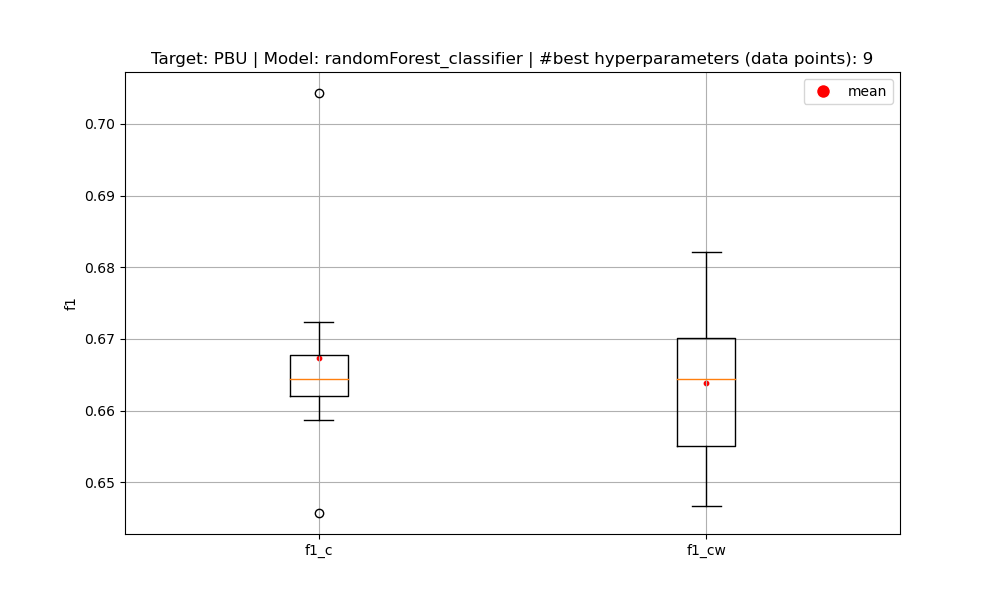 Target: PBU | Model: randomForest_classifier | #best hyperparameters (data points): 9
mean
0.70
0.69
0.68
0.67
0.66
0.65
f1
f1_c
f1_cw